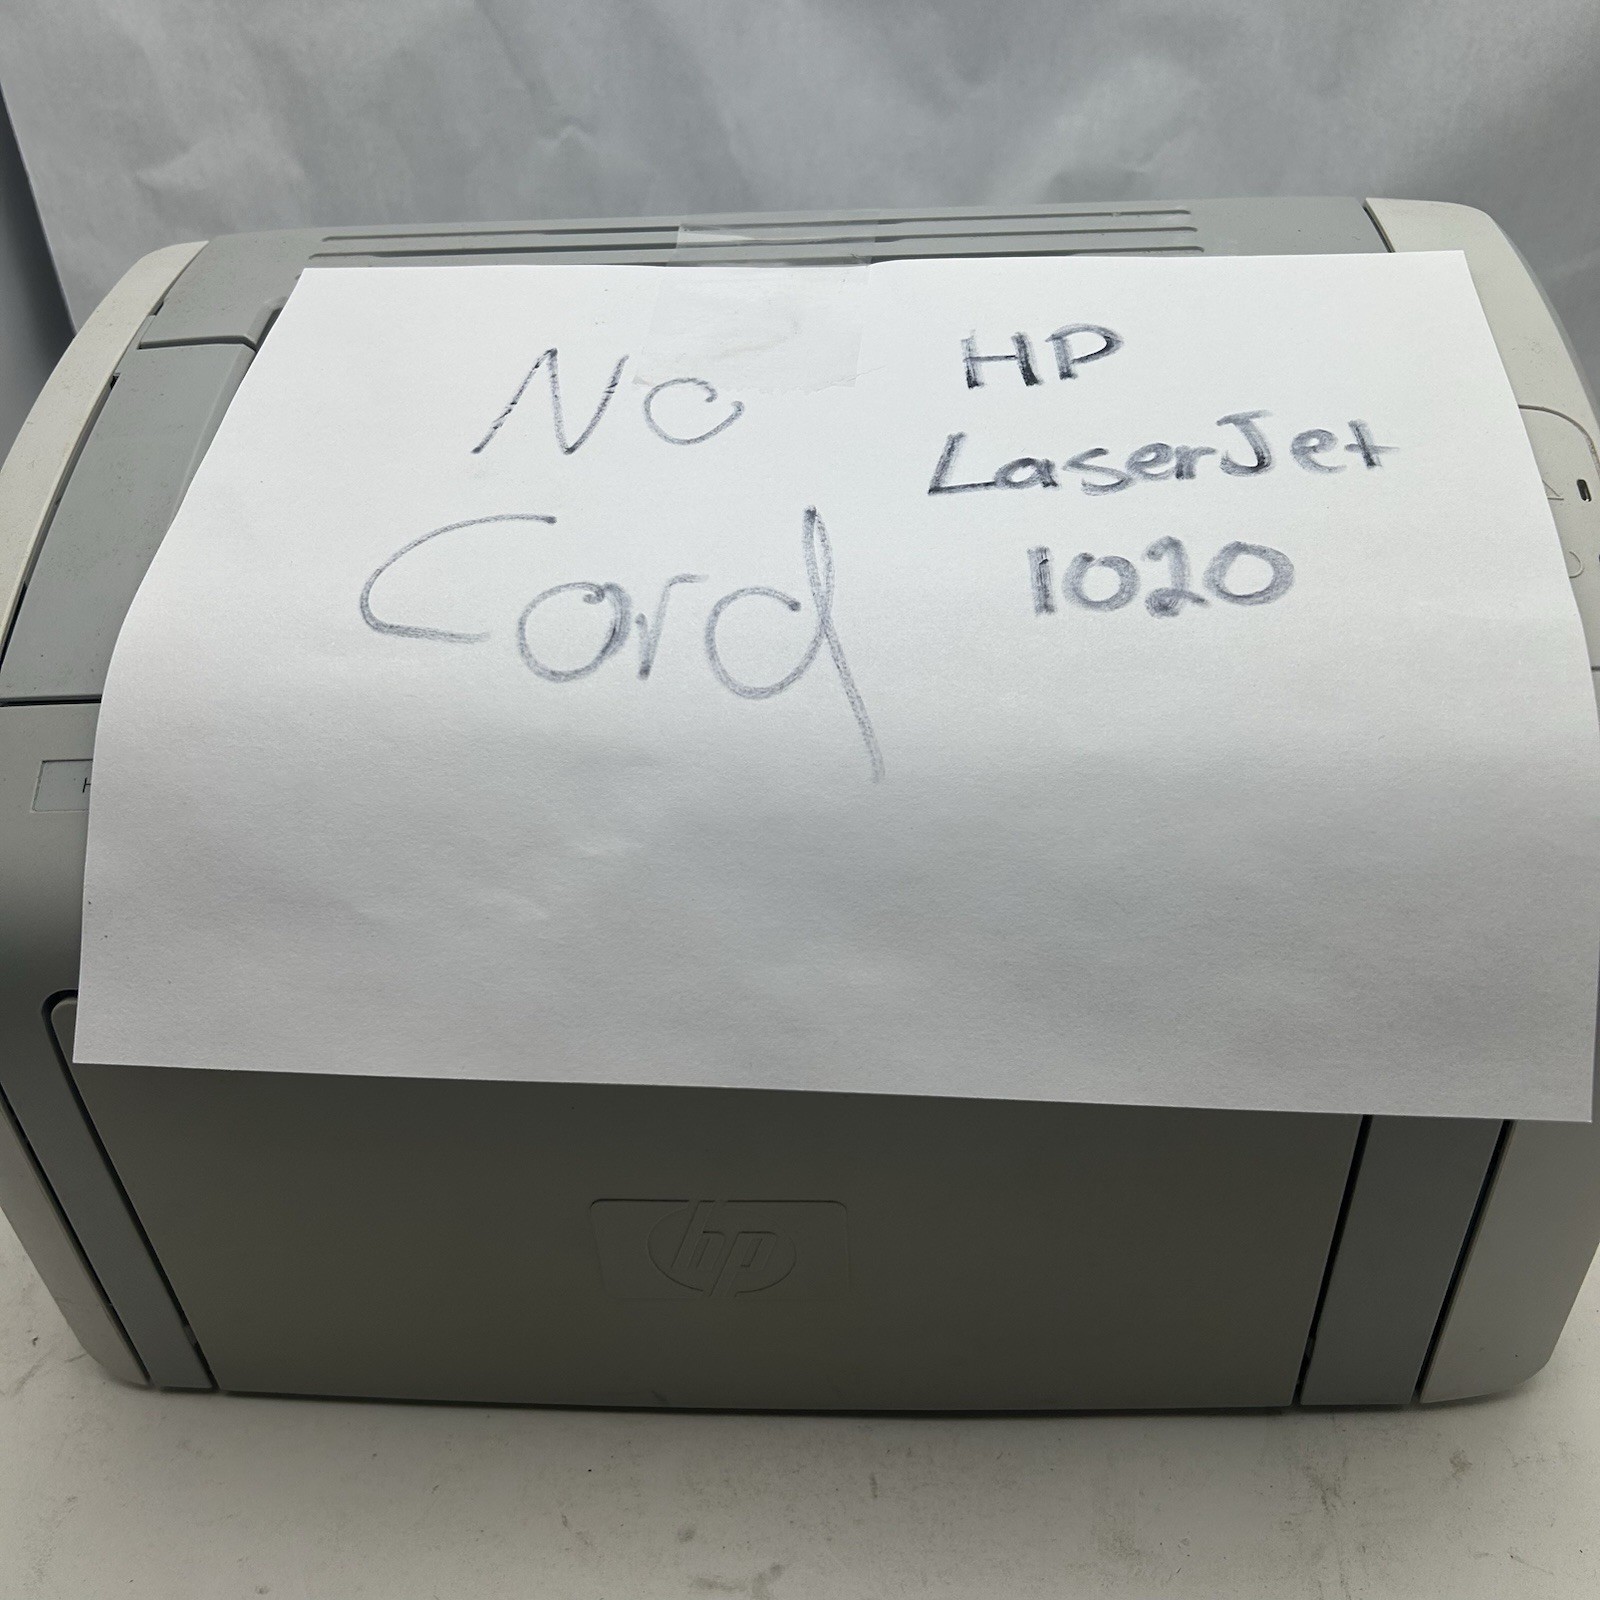 No
Cord
HP
LaserJet
1020
H
hp